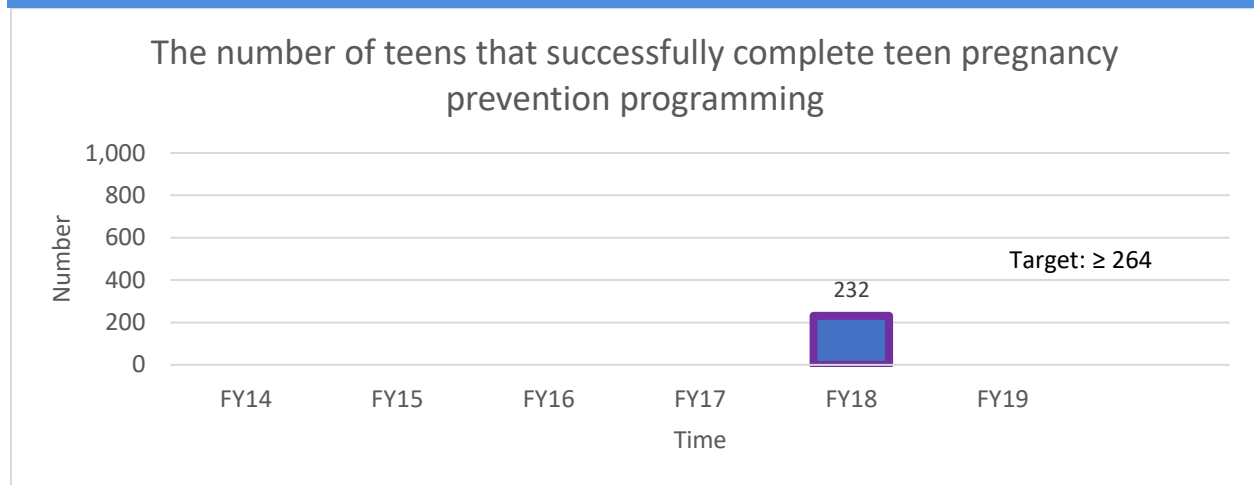 The number of teens that successfully complete teen pregnancy
prevention programming
1,000
800
600
400
200
0
Number
Target: ≥ 264
232
FY14 FY15 FY16 FY17 FY18 FY19
Time